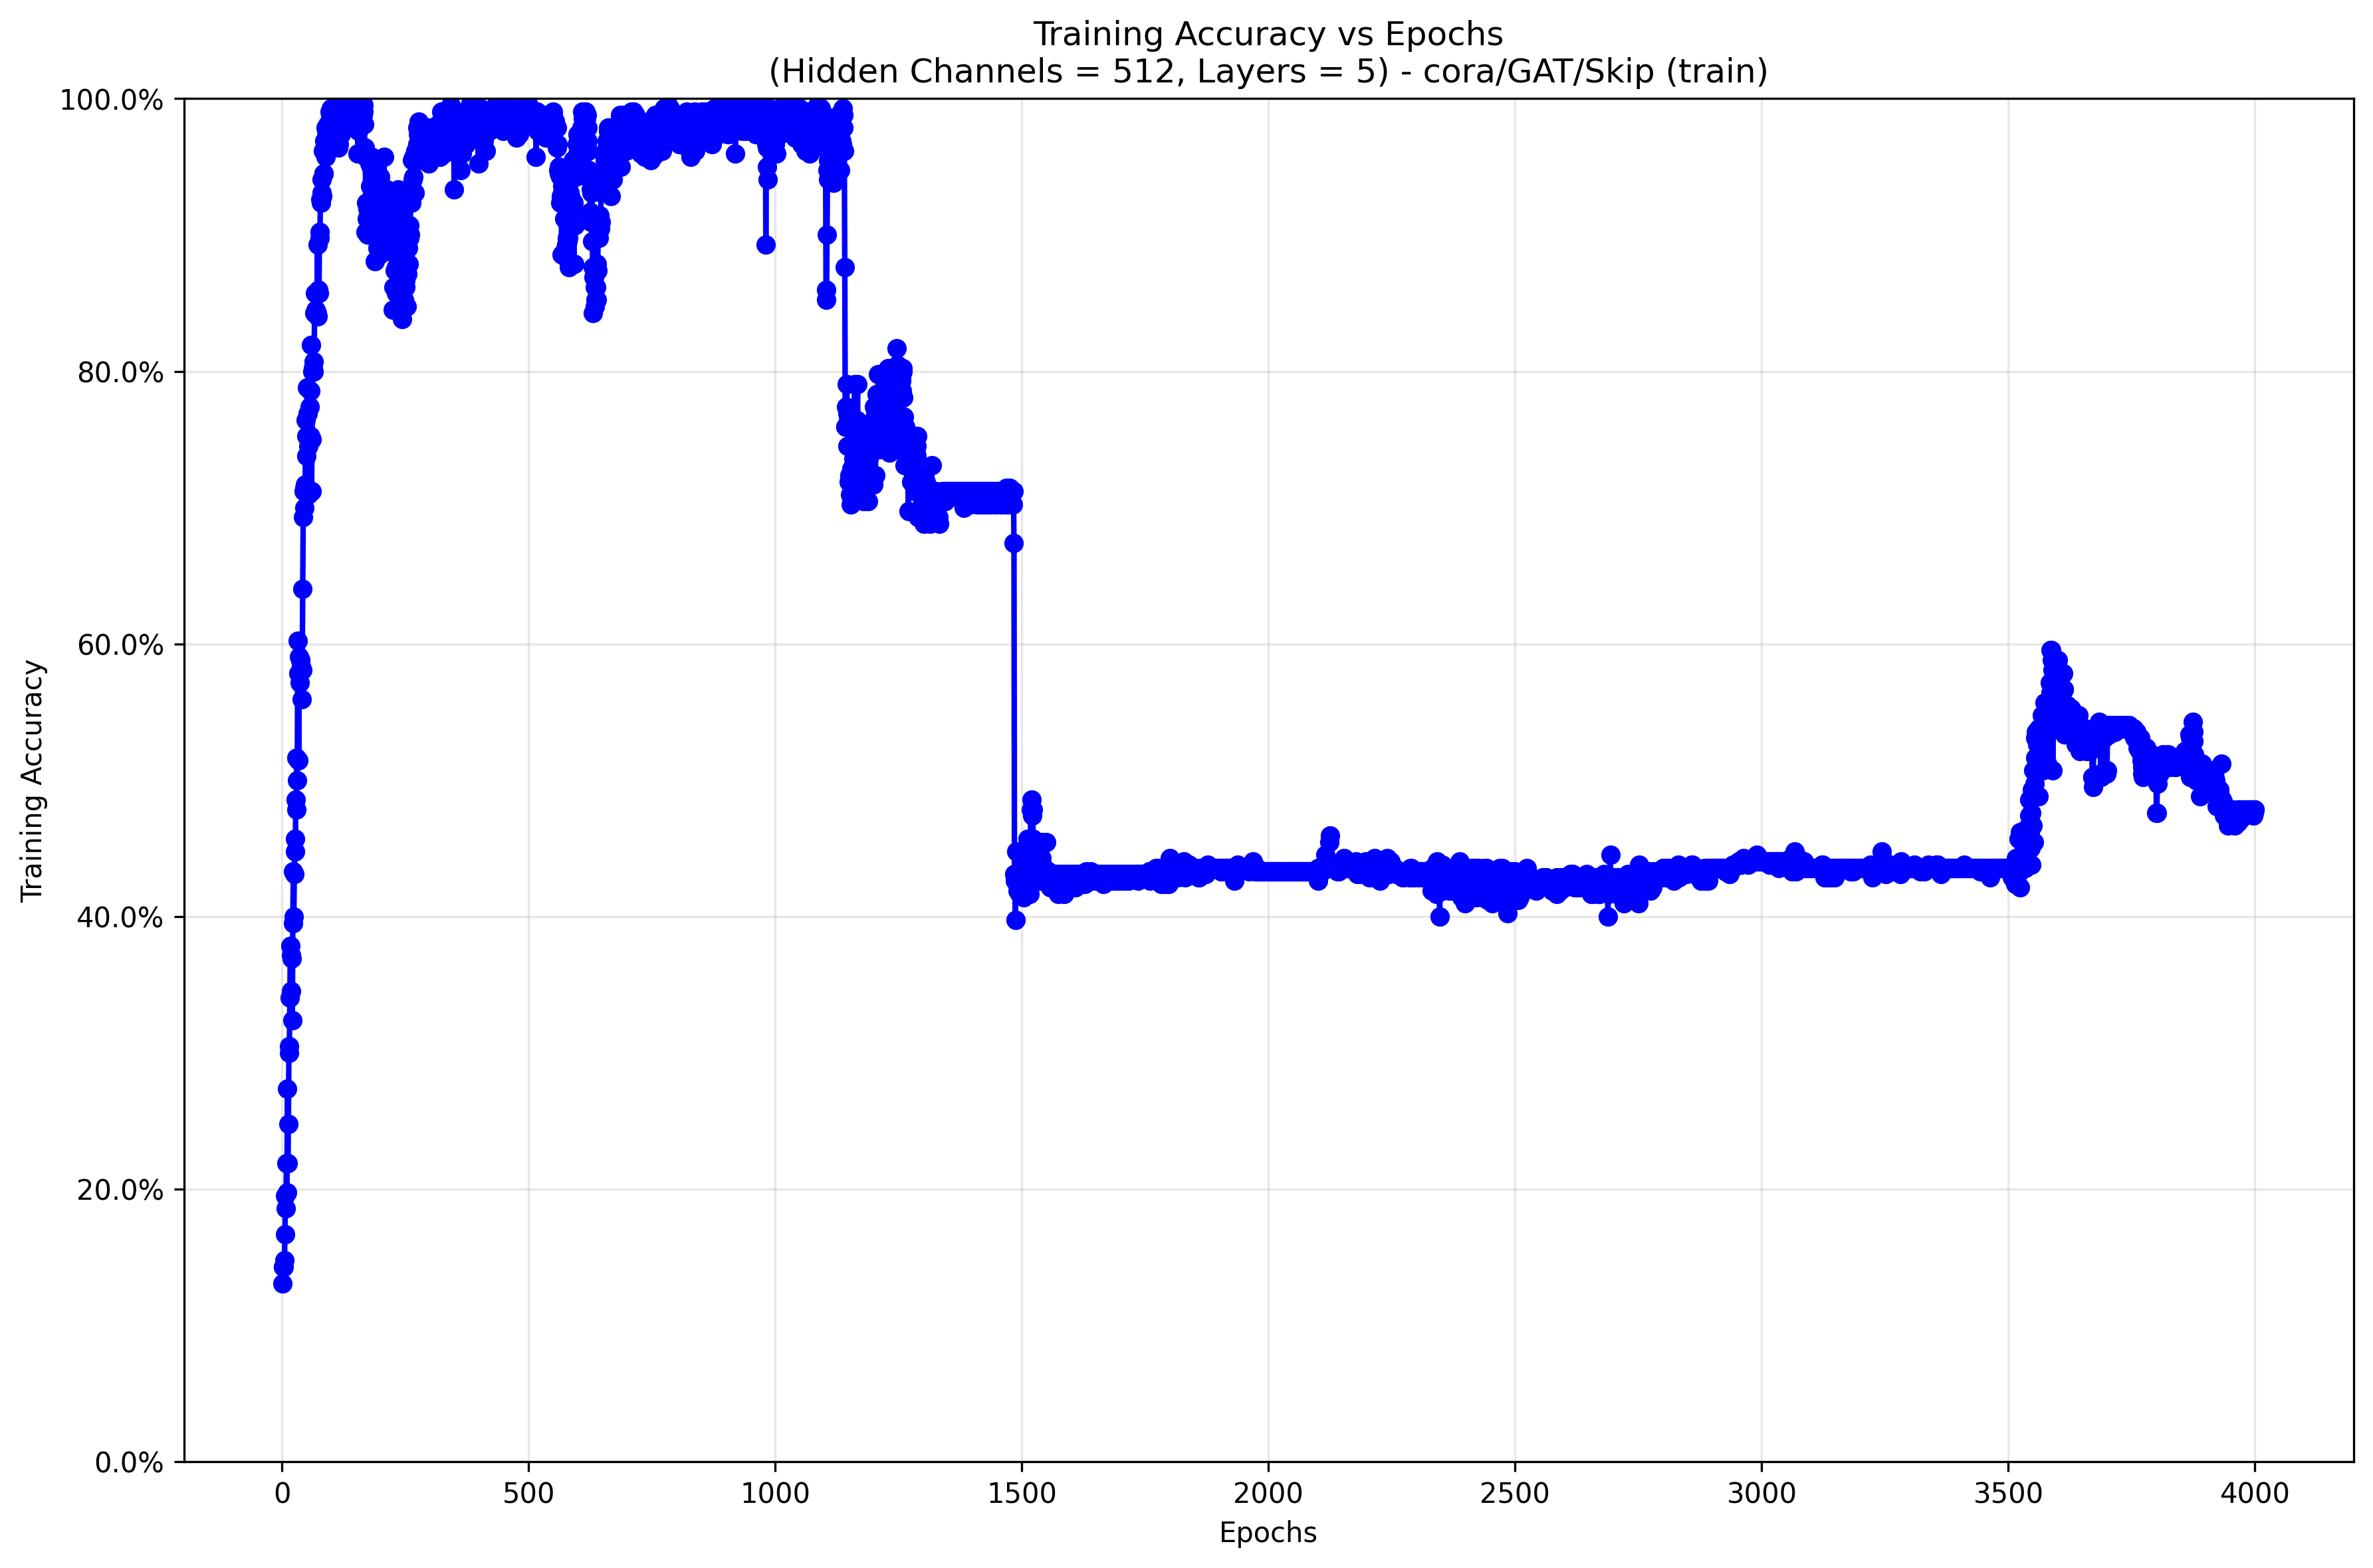 Training Accuracy vs Epochs
(Hidden Channels = 512, Layers = 5) - cora/GAT/Skip (train)
100.0%
80.0%
60.0%
40.0%
20.0%
0.0%
Training Accuracy
0 500 1000 1500 2000 2500 3000 3500 4000
Epochs